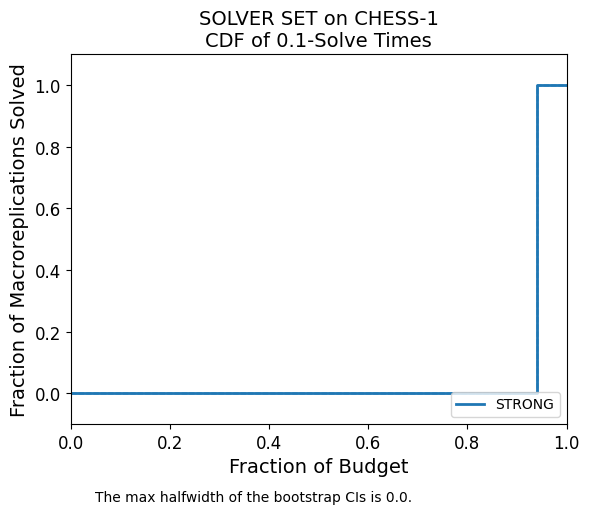 SOLVER SET on CHESS-1
CDF of 0.1-Solve Times
Fraction of Macroreplications Solved
1.0
0.8
0.6
0.4
0.2
0.0
STRONG
0.0 0.2 0.4 0.6 0.8 1.0
Fraction of Budget
The max halfwidth of the bootstrap CIs is 0.0.